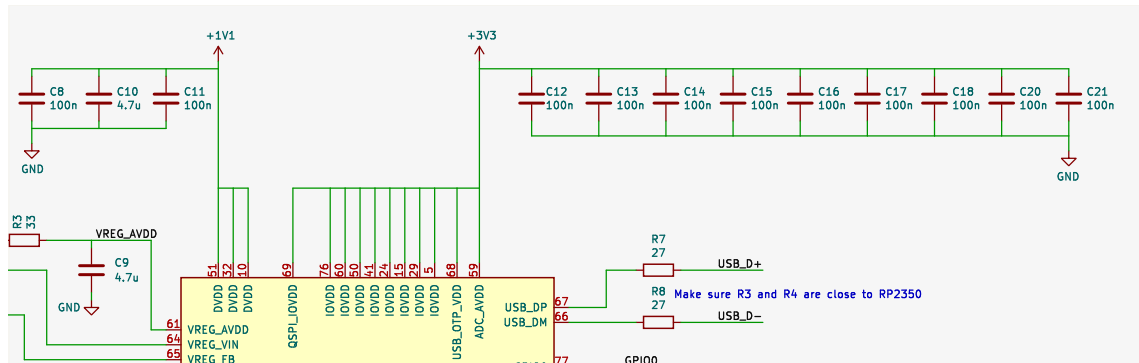 +1V1
+3V3
C8
100n
C10
4.7u
C11
100n
C12
100n
C13
100n
C14
100n
C15
100n
C16
100n
C17
100n
C18
100n
C20
100n
C21
100n
GND
GND
R3
33
VREG_AVDD
C9
4.7u
GND
51
32
10
69
76
60
50
41
24
15
29
5
68
59
DVDD
DVDD
DVDD
QSPI_IOVDD
IOVDD
IOVDD
IOVDD
IOVDD
IOVDD
IOVDD
IOVDD
IOVDD
USB_OTP_VDD
ADC_AVDD
R7
27
USB_D+
R8
27
Make sure R3 and R4 are close to RP2350
USB_D-
USB_DP
67
USB_DM
66
61
VREG_AVDD
64
VREG_VIN
65
VREG_FB
77
GPIO0